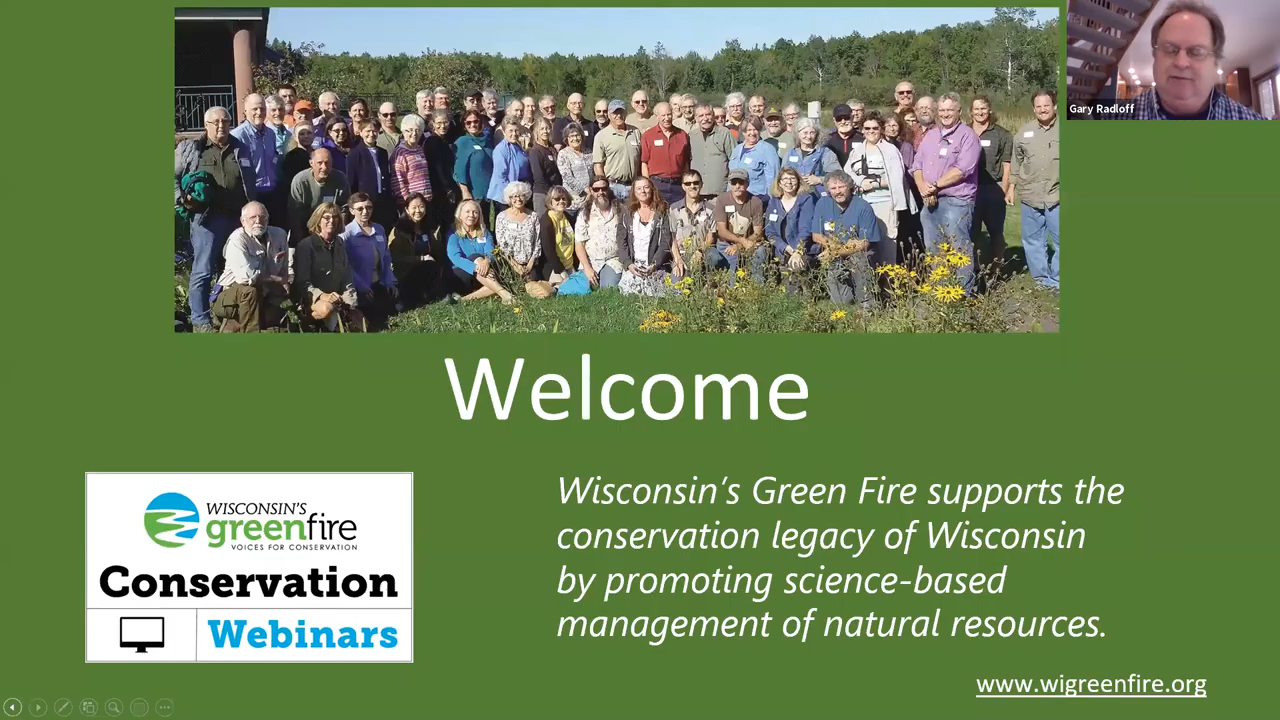 Gary Radloff
Welcome
WISCONSIN'S
greenfire
VOICES FOR CONSERVATION
Conservation
Webinars
Wisconsin's Green Fire supports the
conservation legacy of Wisconsin
by promoting science-based
management of natural resources.
www.wigreenfire.org